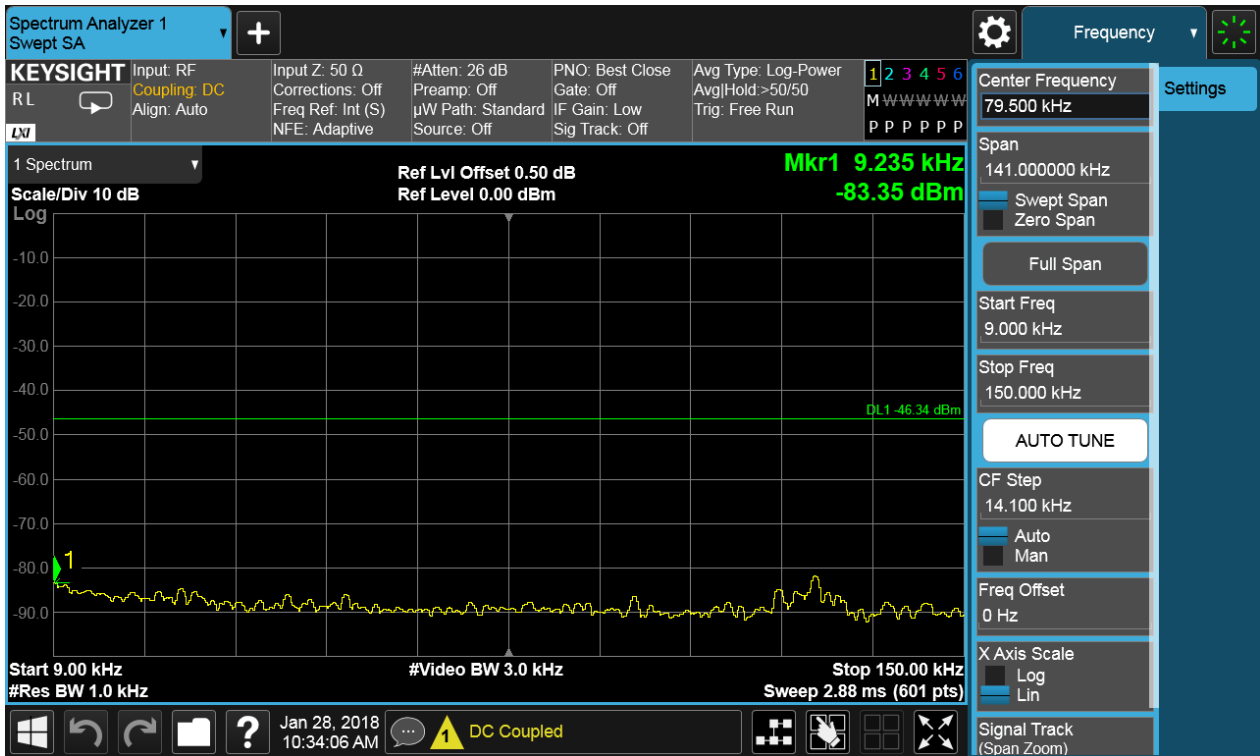 Spectrum Analyzer 1
Swept SA
+
Frequency
KEYSIGHT
RL
LXI
Input: RF
Coupling: DC
Align: Auto
Input Z: 50 Ω
Corrections: Off
Freq Ref: Int (S)
NFE: Adaptive
#Atten: 26 dB
Preamp: Off
µW Path: Standard
Source: Off
PNO: Best Close
Gate: Off
IF Gain: Low
Sig Track: Off
Avg Type: Log-Power
Avg|Hold:>50/50
Trig: Free Run
1 2 3 4 5 6
M W W W W W
P P P P P P
1 Spectrum
Scale/Div 10 dB
Log
Ref Lvl Offset 0.50 dB
Ref Level 0.00 dBm
Mkr1 9.235 kHz
-83.35 dBm
-10.0
-20.0
-30.0
-40.0
DL1 -46.34 dBm
-50.0
-60.0
-70.0
-80.0
1
-90.0
Start 9.00 kHz
#Res BW 1.0 kHz
#Video BW 3.0 kHz
Stop 150.00 kHz
Sweep 2.88 ms (601 pts)
Center Frequency
79.500 kHz
Span
141.000000 kHz
Swept Span
Zero Span
Full Span
Start Freq
9.000 kHz
Stop Freq
150.000 kHz
AUTO TUNE
CF Step
14.100 kHz
Auto
Man
Freq Offset
0 Hz
X Axis Scale
Log
Lin
Signal Track
(Span Zoom)
Settings
?
Jan 28, 2018
10:34:06 AM
1
DC Coupled